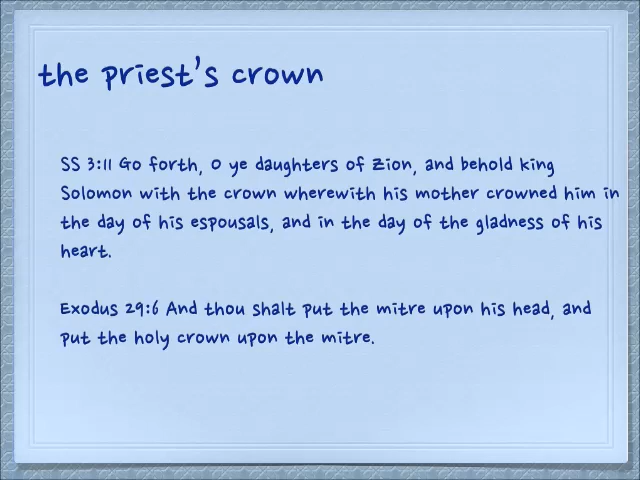 the priest's crown
SS 3:11 Go forth, O ye daughters of Zion, and behold king
Solomon with the crown wherewith his mother crowned him in
the day of his espousals, and in the day of the gladness of his
heart.
Exodus 29:6 And thou shalt put the mitre upon his head, and
put the holy crown upon the mitre.